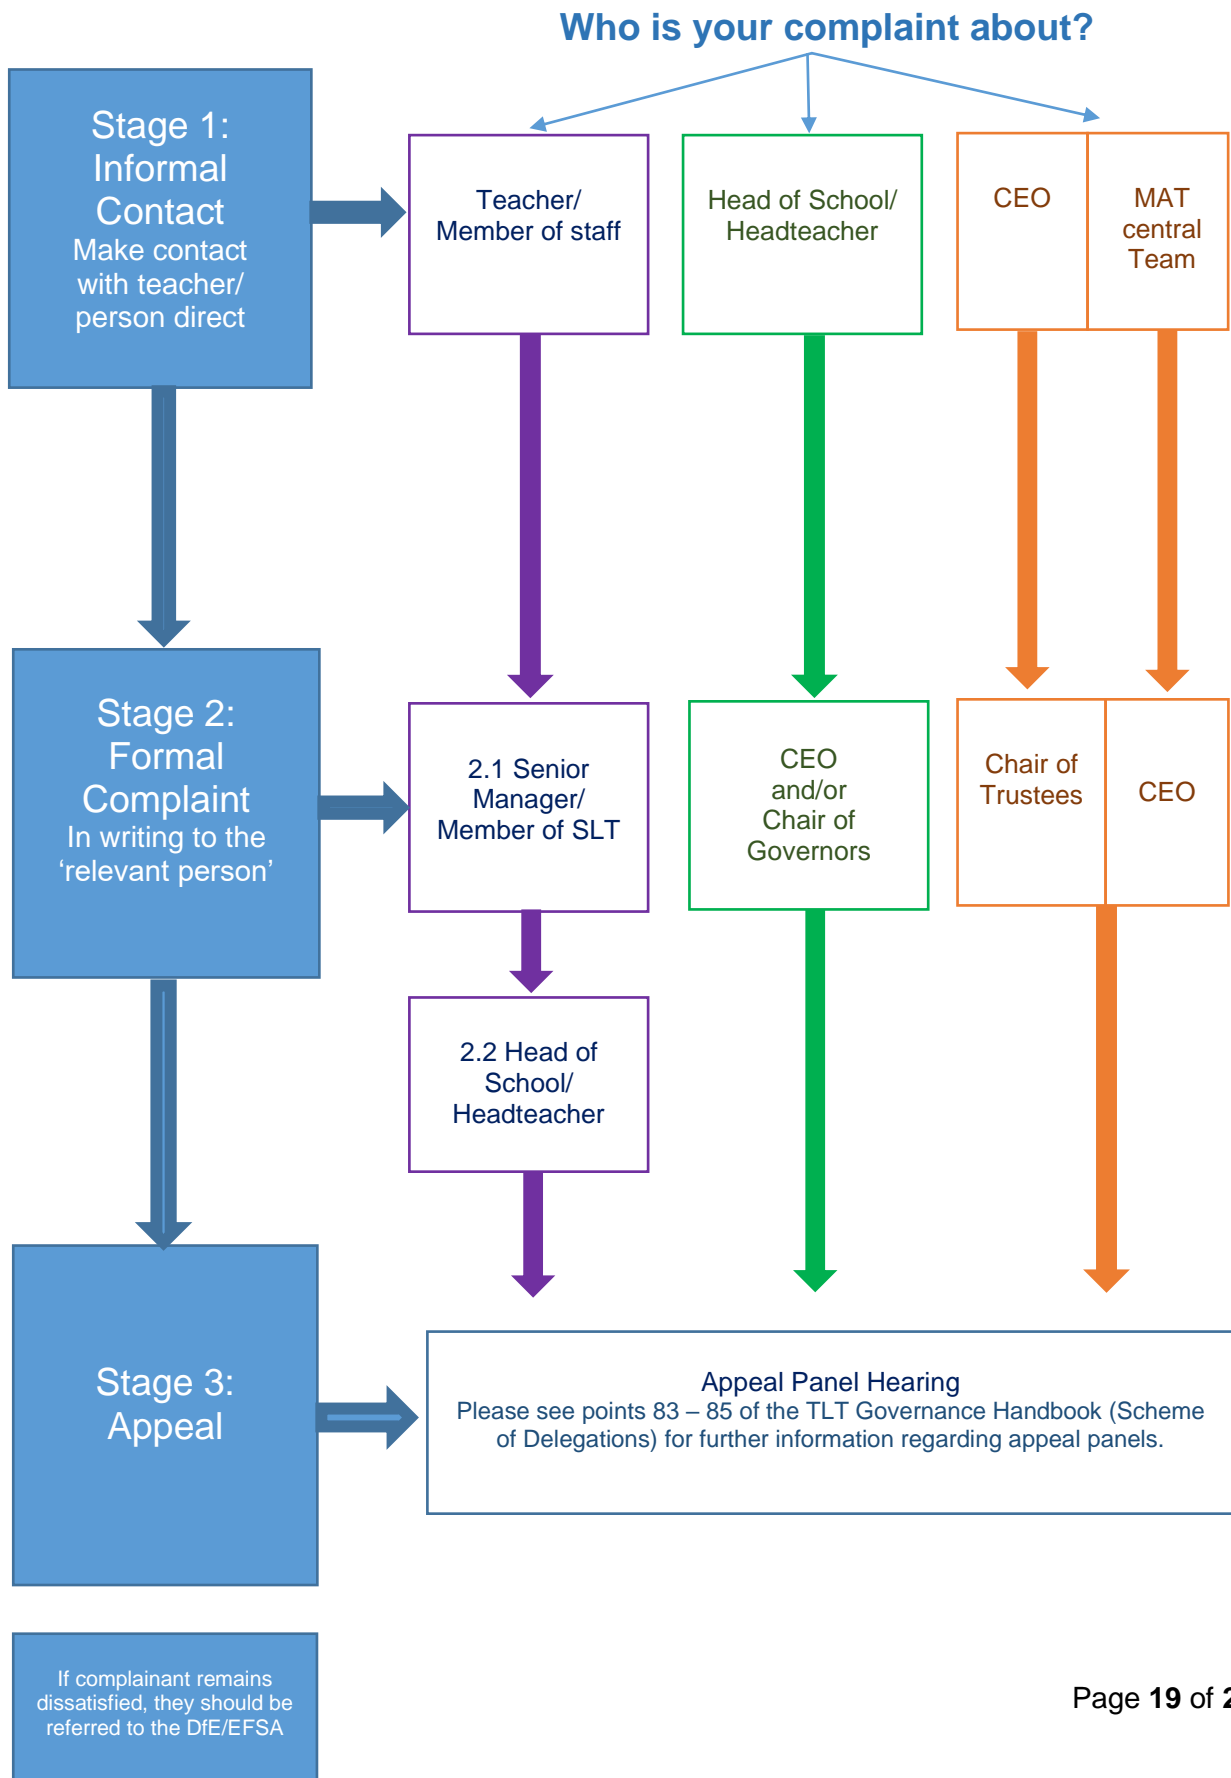 Who is your complaint about?
Stage 1:
Informal
Contact
Make contact
with teacher/
person direct
Teacher/
Member of staff
Head of School/
Headteacher
CEO
MAT
central
Team
Stage 2:
Formal
Complaint
In writing to the
‘relevant person’
2.1 Senior
Manager/
Member of SLT
CEO
and/or
Chair of
Governors
Chair of
Trustees
CEO
2.2 Head of
School/
Headteacher
Stage 3:
Appeal
Appeal Panel Hearing
Please see points 83 – 85 of the TLT Governance Handbook (Scheme
of Delegations) for further information regarding appeal panels.
If complainant remains
dissatisfied, they should be
referred to the DfE/EFSA
Page 19 of 2